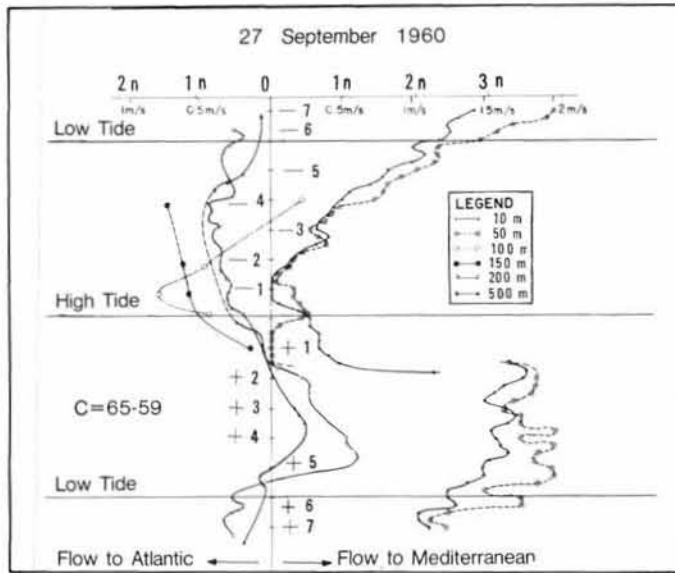 27 September 1960
2 n 1 n 0 1 n 2 n 3 n
1m/s 0.5m/s 0.5m/s 1m/s 1.5m/s 2m/s
7
Low Tide 6
5
4
3
2
1
High Tide
+ 1
+ 2
+ 3
+ 4
+ 5
C=65-59
Low Tide
+ 6
+ 7
Flow to Atlantic Flow to Mediterranean
LEGEND
10 m
50 m
100 m
150 m
200 m
500 m